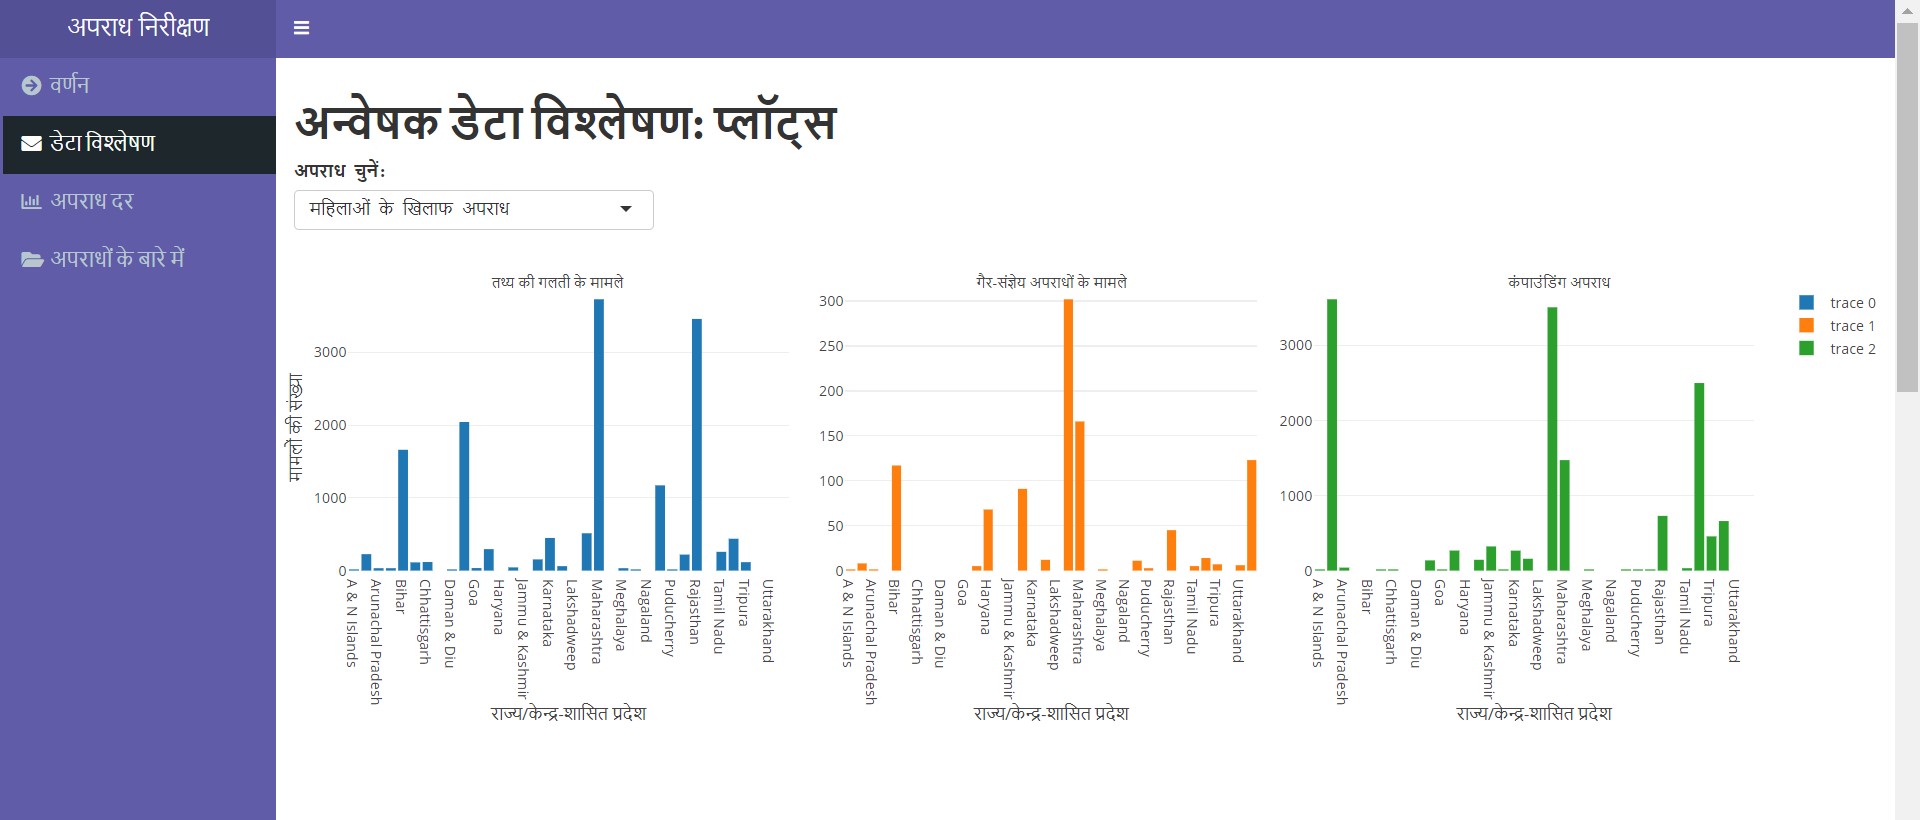 अपराध निरीक्षण
वर्णन
डेटा विश्लेषण
अपराध दर
अपराधों के बारे में
अन्वेषक डेटा विश्लेषण: प्लॉट्स
अपराध चुनें:
महिलाओं के खिलाफ अपराध
तथ्य की गलती के मामले
मामलों की संख्या
3000
2000
1000
0
A & N Islands
Arunachal Pradesh
Bihar
Chhattisgarh
Daman & Diu
Goa
Haryana
Jammu & Kashmir
Karnataka
Lakshadweep
Maharashtra
Meghalaya
Nagaland
Puducherry
Rajasthan
Tamil Nadu
Tripura
Uttarakhand
राज्य/केन्द्र-शासित प्रदेश
गैर-संज्ञेय अपराधों के मामले
300
250
200
150
100
50
0
A & N Islands
Arunachal Pradesh
Bihar
Chhattisgarh
Daman & Diu
Goa
Haryana
Jammu & Kashmir
Karnataka
Lakshadweep
Maharashtra
Meghalaya
Nagaland
Puducherry
Rajasthan
Tamil Nadu
Tripura
Uttarakhand
राज्य/केन्द्र-शासित प्रदेश
कंपाउंडिंग अपराध
3000
2000
1000
0
A & N Islands
Arunachal Pradesh
Bihar
Chhattisgarh
Daman & Diu
Goa
Haryana
Jammu & Kashmir
Karnataka
Lakshadweep
Maharashtra
Meghalaya
Nagaland
Puducherry
Rajasthan
Tamil Nadu
Tripura
Uttarakhand
राज्य/केन्द्र-शासित प्रदेश
trace 0
trace 1
trace 2